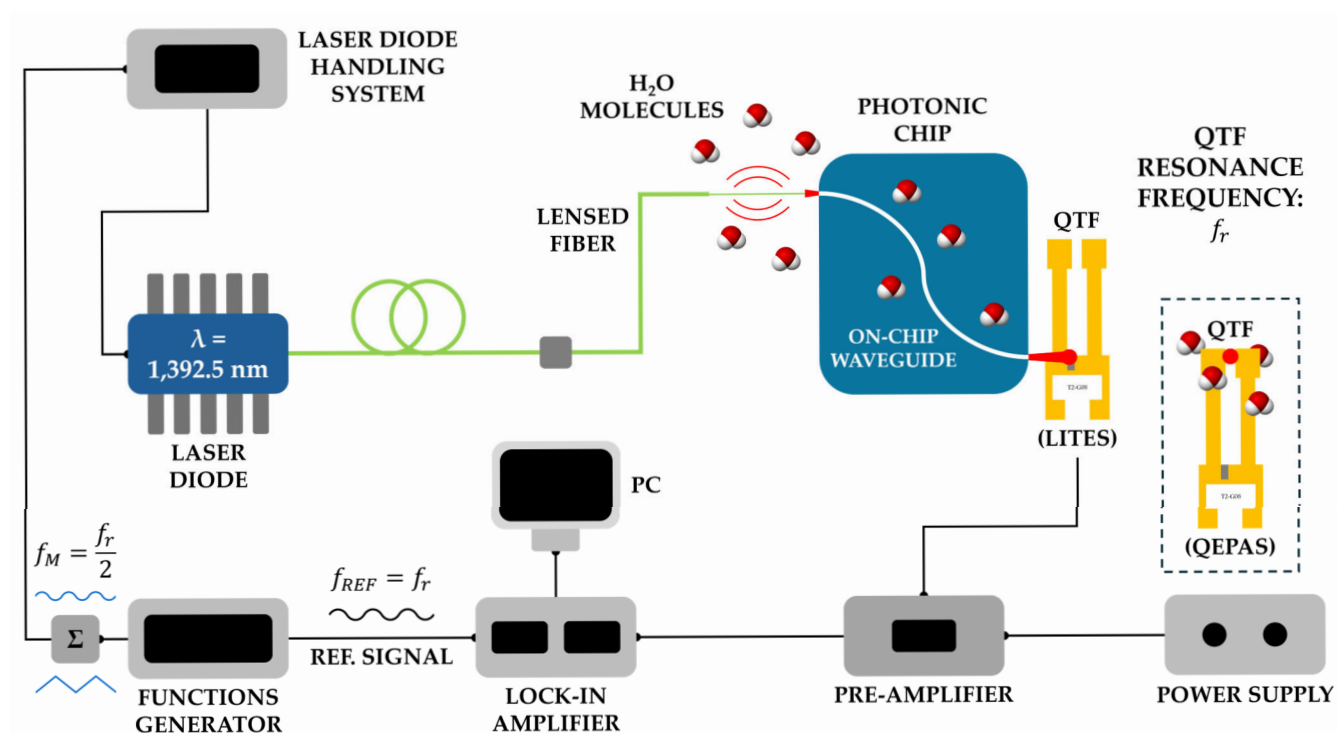 LASER DIODE
HANDLING
SYSTEM
H₂O
MOLECULES
PHOTONIC
CHIP
QTF
RESONANCE
FREQUENCY:
fᵣ
LENSED
FIBER
QTF
λ =
1,392.5 nm
ON-CHIP
WAVEGUIDE
T2-G08
(LITES)
QTF
T2-G08
(QEPAS)
LASER
DIODE
PC
f_M = fᵣ/2
f_REF = fᵣ
Σ
REF. SIGNAL
FUNCTIONS
GENERATOR
LOCK-IN
AMPLIFIER
PRE-AMPLIFIER
POWER SUPPLY